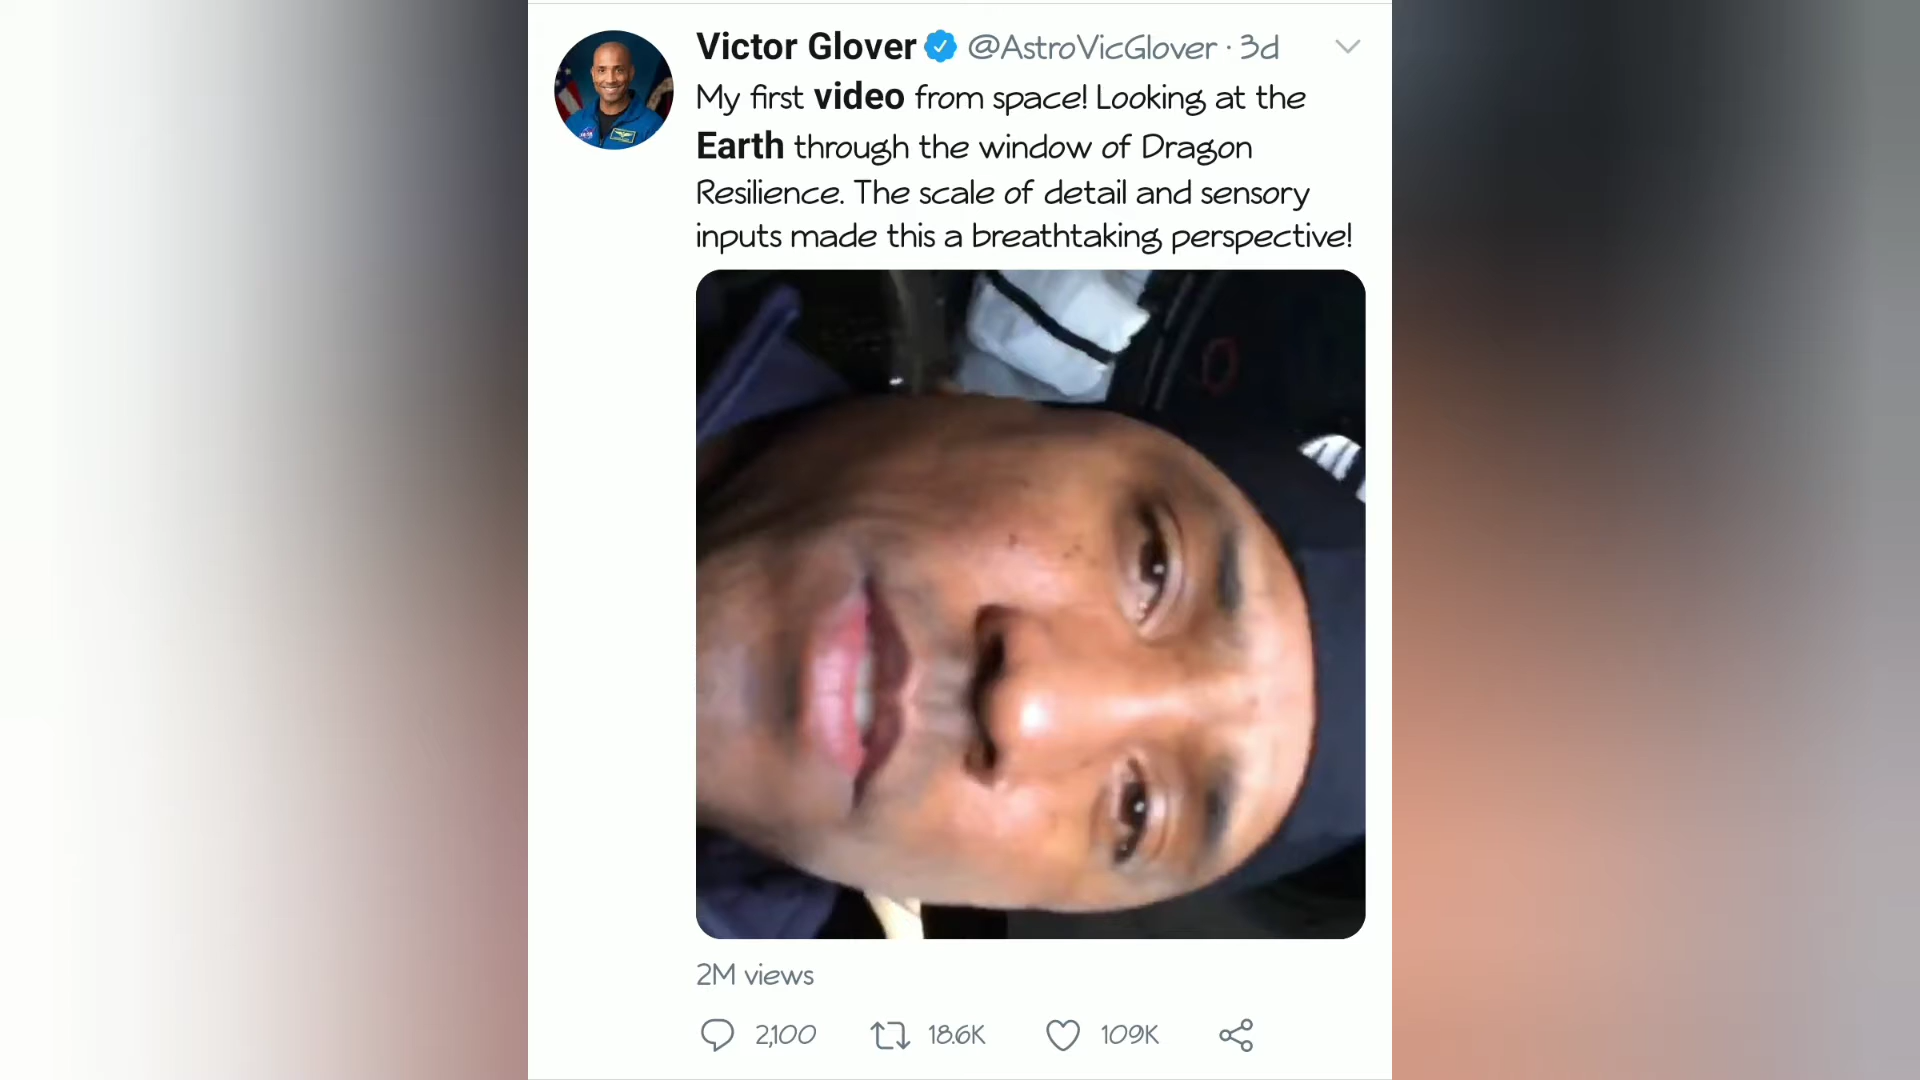 Victor Glover @AstroVicGlover · 3d
My first video from space! Looking at the
Earth through the window of Dragon
Resilience. The scale of detail and sensory
inputs made this a breathtaking perspective!
2M views
2,100 18.6K 109K